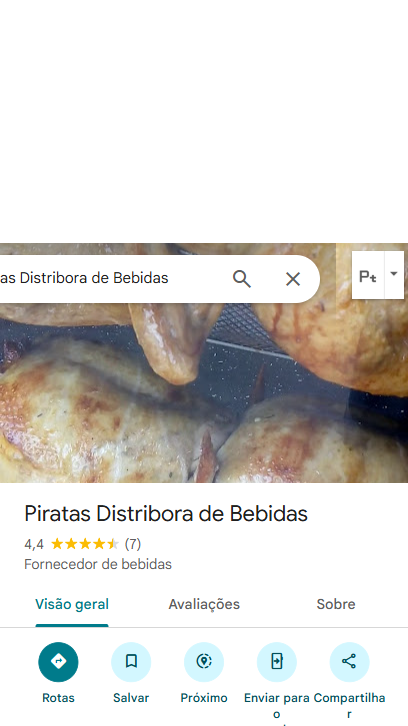 as Distribora de Bebidas
Pt
Piratas Distribora de Bebidas
4,4 (7)
Fornecedor de bebidas
Visão geral Avaliações Sobre
Rotas Salvar Próximo Enviar para o Compartilhar